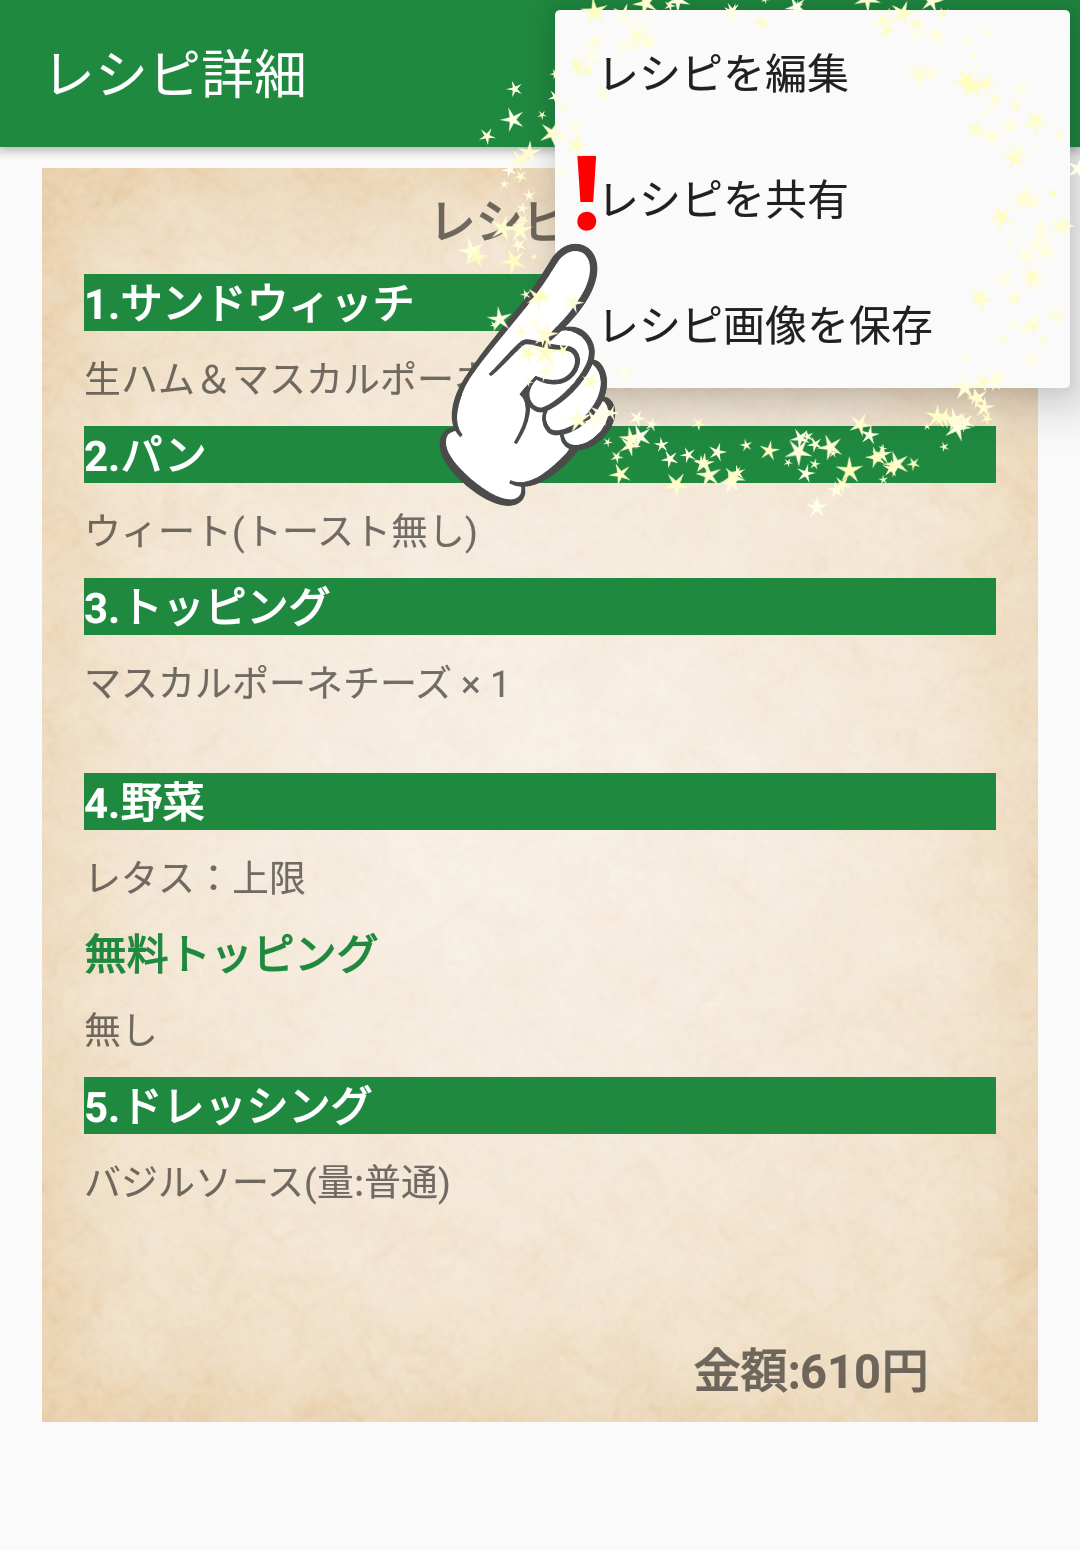 レシピ詳細
レシピを編集
レシピを共有
レシピ画像を保存
レシピ
1.サンドウィッチ
生ハム＆マスカルポー
2.パン
ウィート(トースト無し)
3.トッピング
マスカルポーネチーズ × 1
4.野菜
レタス：上限
無料トッピング
無し
5.ドレッシング
バジルソース(量:普通)
金額:610円